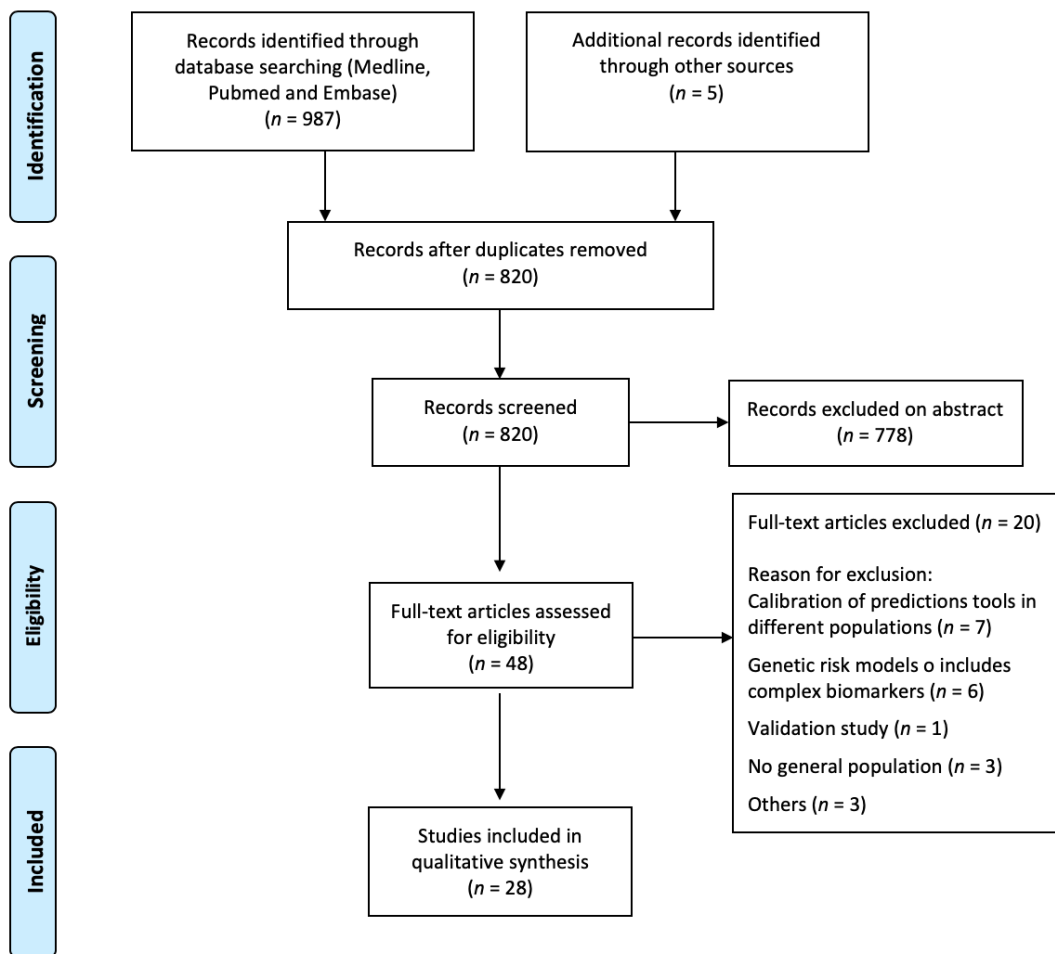 Identification
Records identified through
database searching (Medline,
Pubmed and Embase)
(n = 987)
Additional records identified
through other sources
(n = 5)
Records after duplicates removed
(n = 820)
Screening
Records screened
(n = 820)
Records excluded on abstract
(n = 778)
Eligibility
Full-text articles assessed
for eligibility
(n = 48)
Full-text articles excluded (n = 20)
Reason for exclusion:
Calibration of predictions tools in
different populations (n = 7)
Genetic risk models o includes
complex biomarkers (n = 6)
Validation study (n = 1)
No general population (n = 3)
Others (n = 3)
Included
Studies included in
qualitative synthesis
(n = 28)